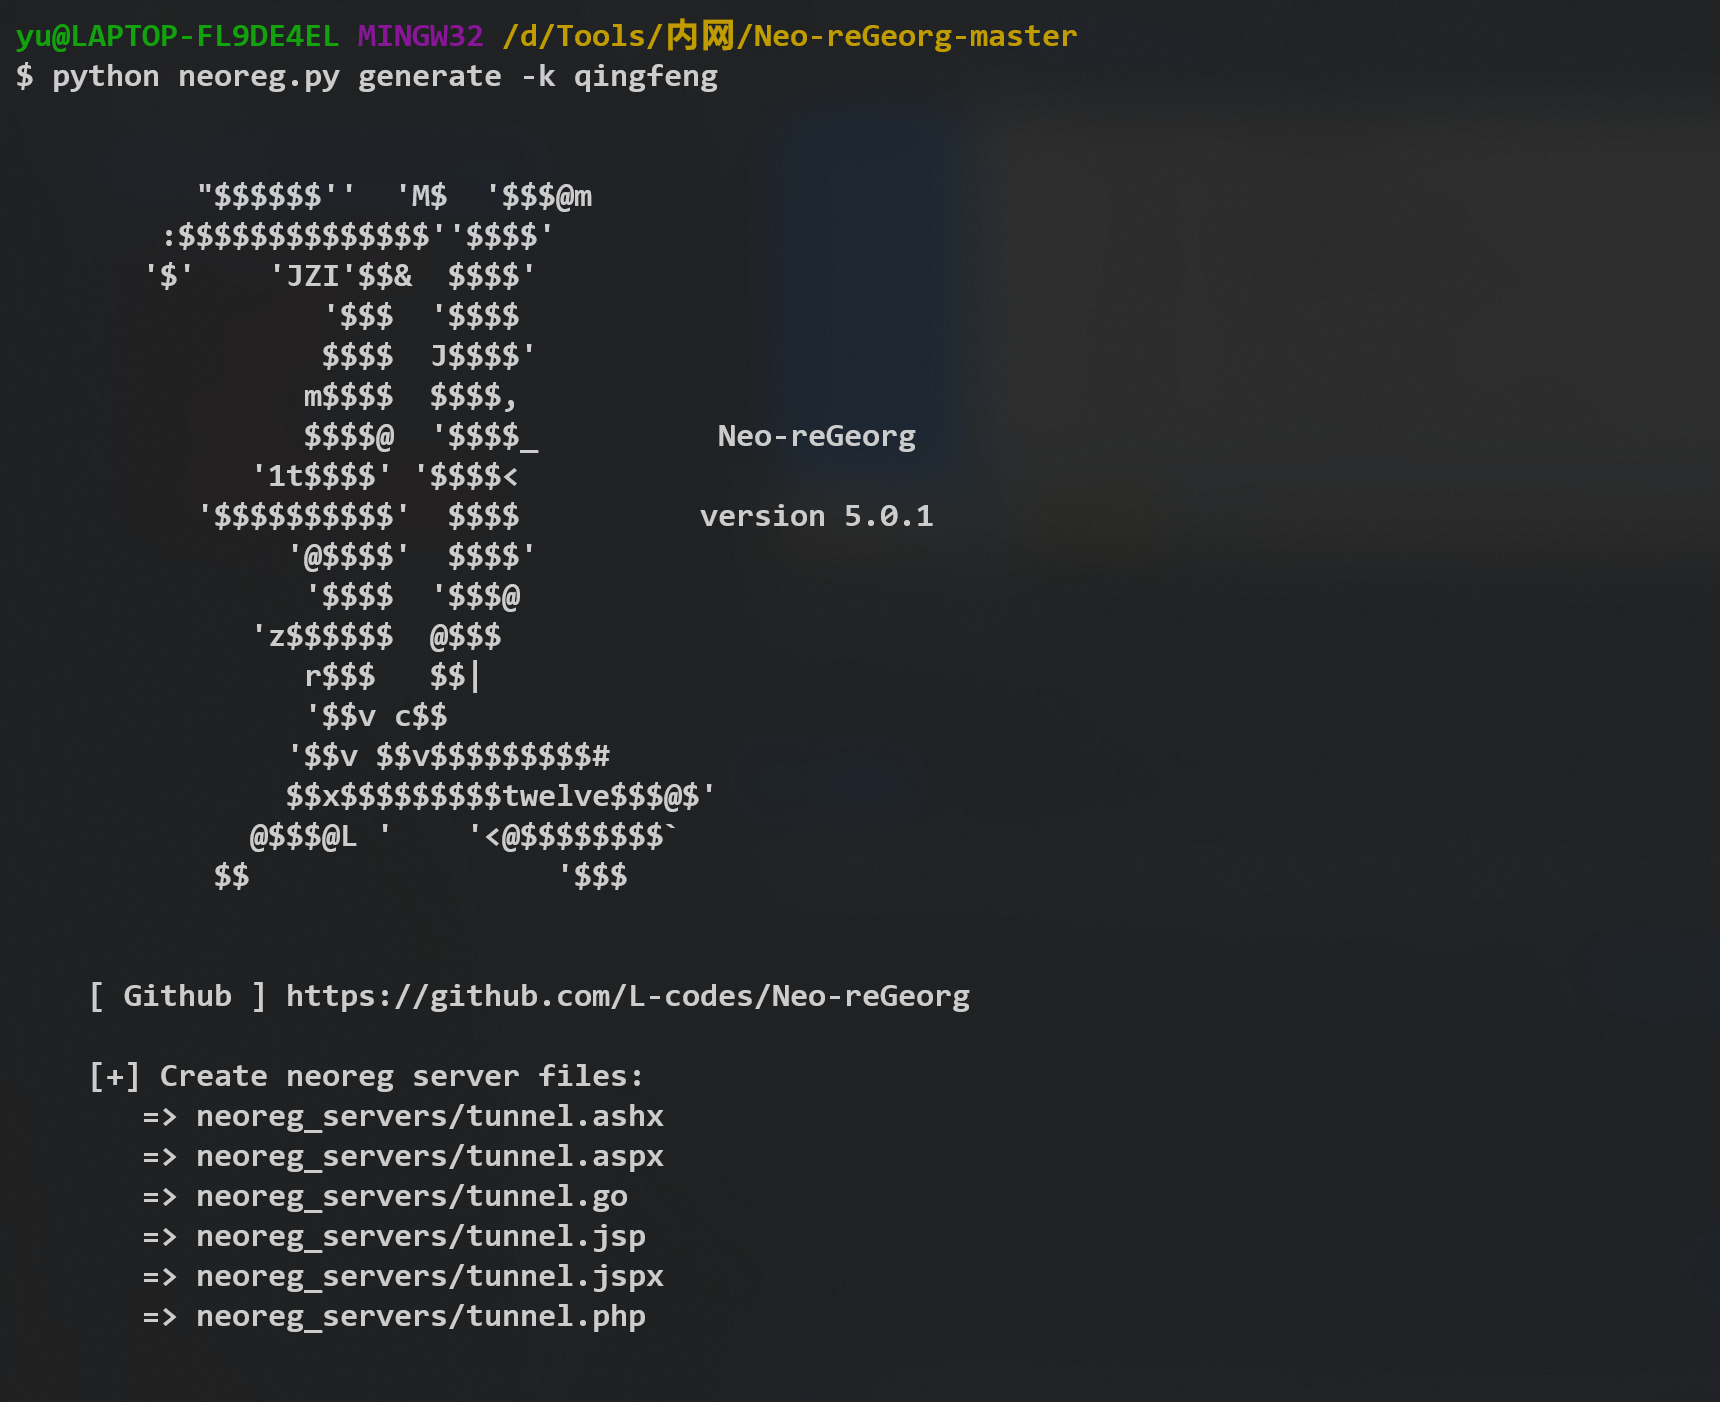 yu@LAPTOP-FL9DE4EL MINGW32 /d/Tools/内网/Neo-reGeorg-master
$ python neoreg.py generate -k qingfeng
          "$$$$$$''  'M$  '$$$@m
        :$$$$$$$$$$$$$$''$$$$'
       '$'    'JZI'$$&  $$$$'
                 '$$$  '$$$$
                 $$$$  J$$$$'
                m$$$$  $$$$,
                $$$$@  '$$$$_          Neo-reGeorg
             '1t$$$$' '$$$$<
          '$$$$$$$$$$'  $$$$          version 5.0.1
               '@$$$$'  $$$$'
                '$$$$  '$$$@
             'z$$$$$$  @$$$
                r$$$   $$|
                '$$v c$$
               '$$v $$v$$$$$$$$$#
               $$x$$$$$$$$$twelve$$$@$'
             @$$$@L '    '<@$$$$$$$$`
           $$                 '$$$
    [ Github ] https://github.com/L-codes/Neo-reGeorg
    [+] Create neoreg server files:
       => neoreg_servers/tunnel.ashx
       => neoreg_servers/tunnel.aspx
       => neoreg_servers/tunnel.go
       => neoreg_servers/tunnel.jsp
       => neoreg_servers/tunnel.jspx
       => neoreg_servers/tunnel.php